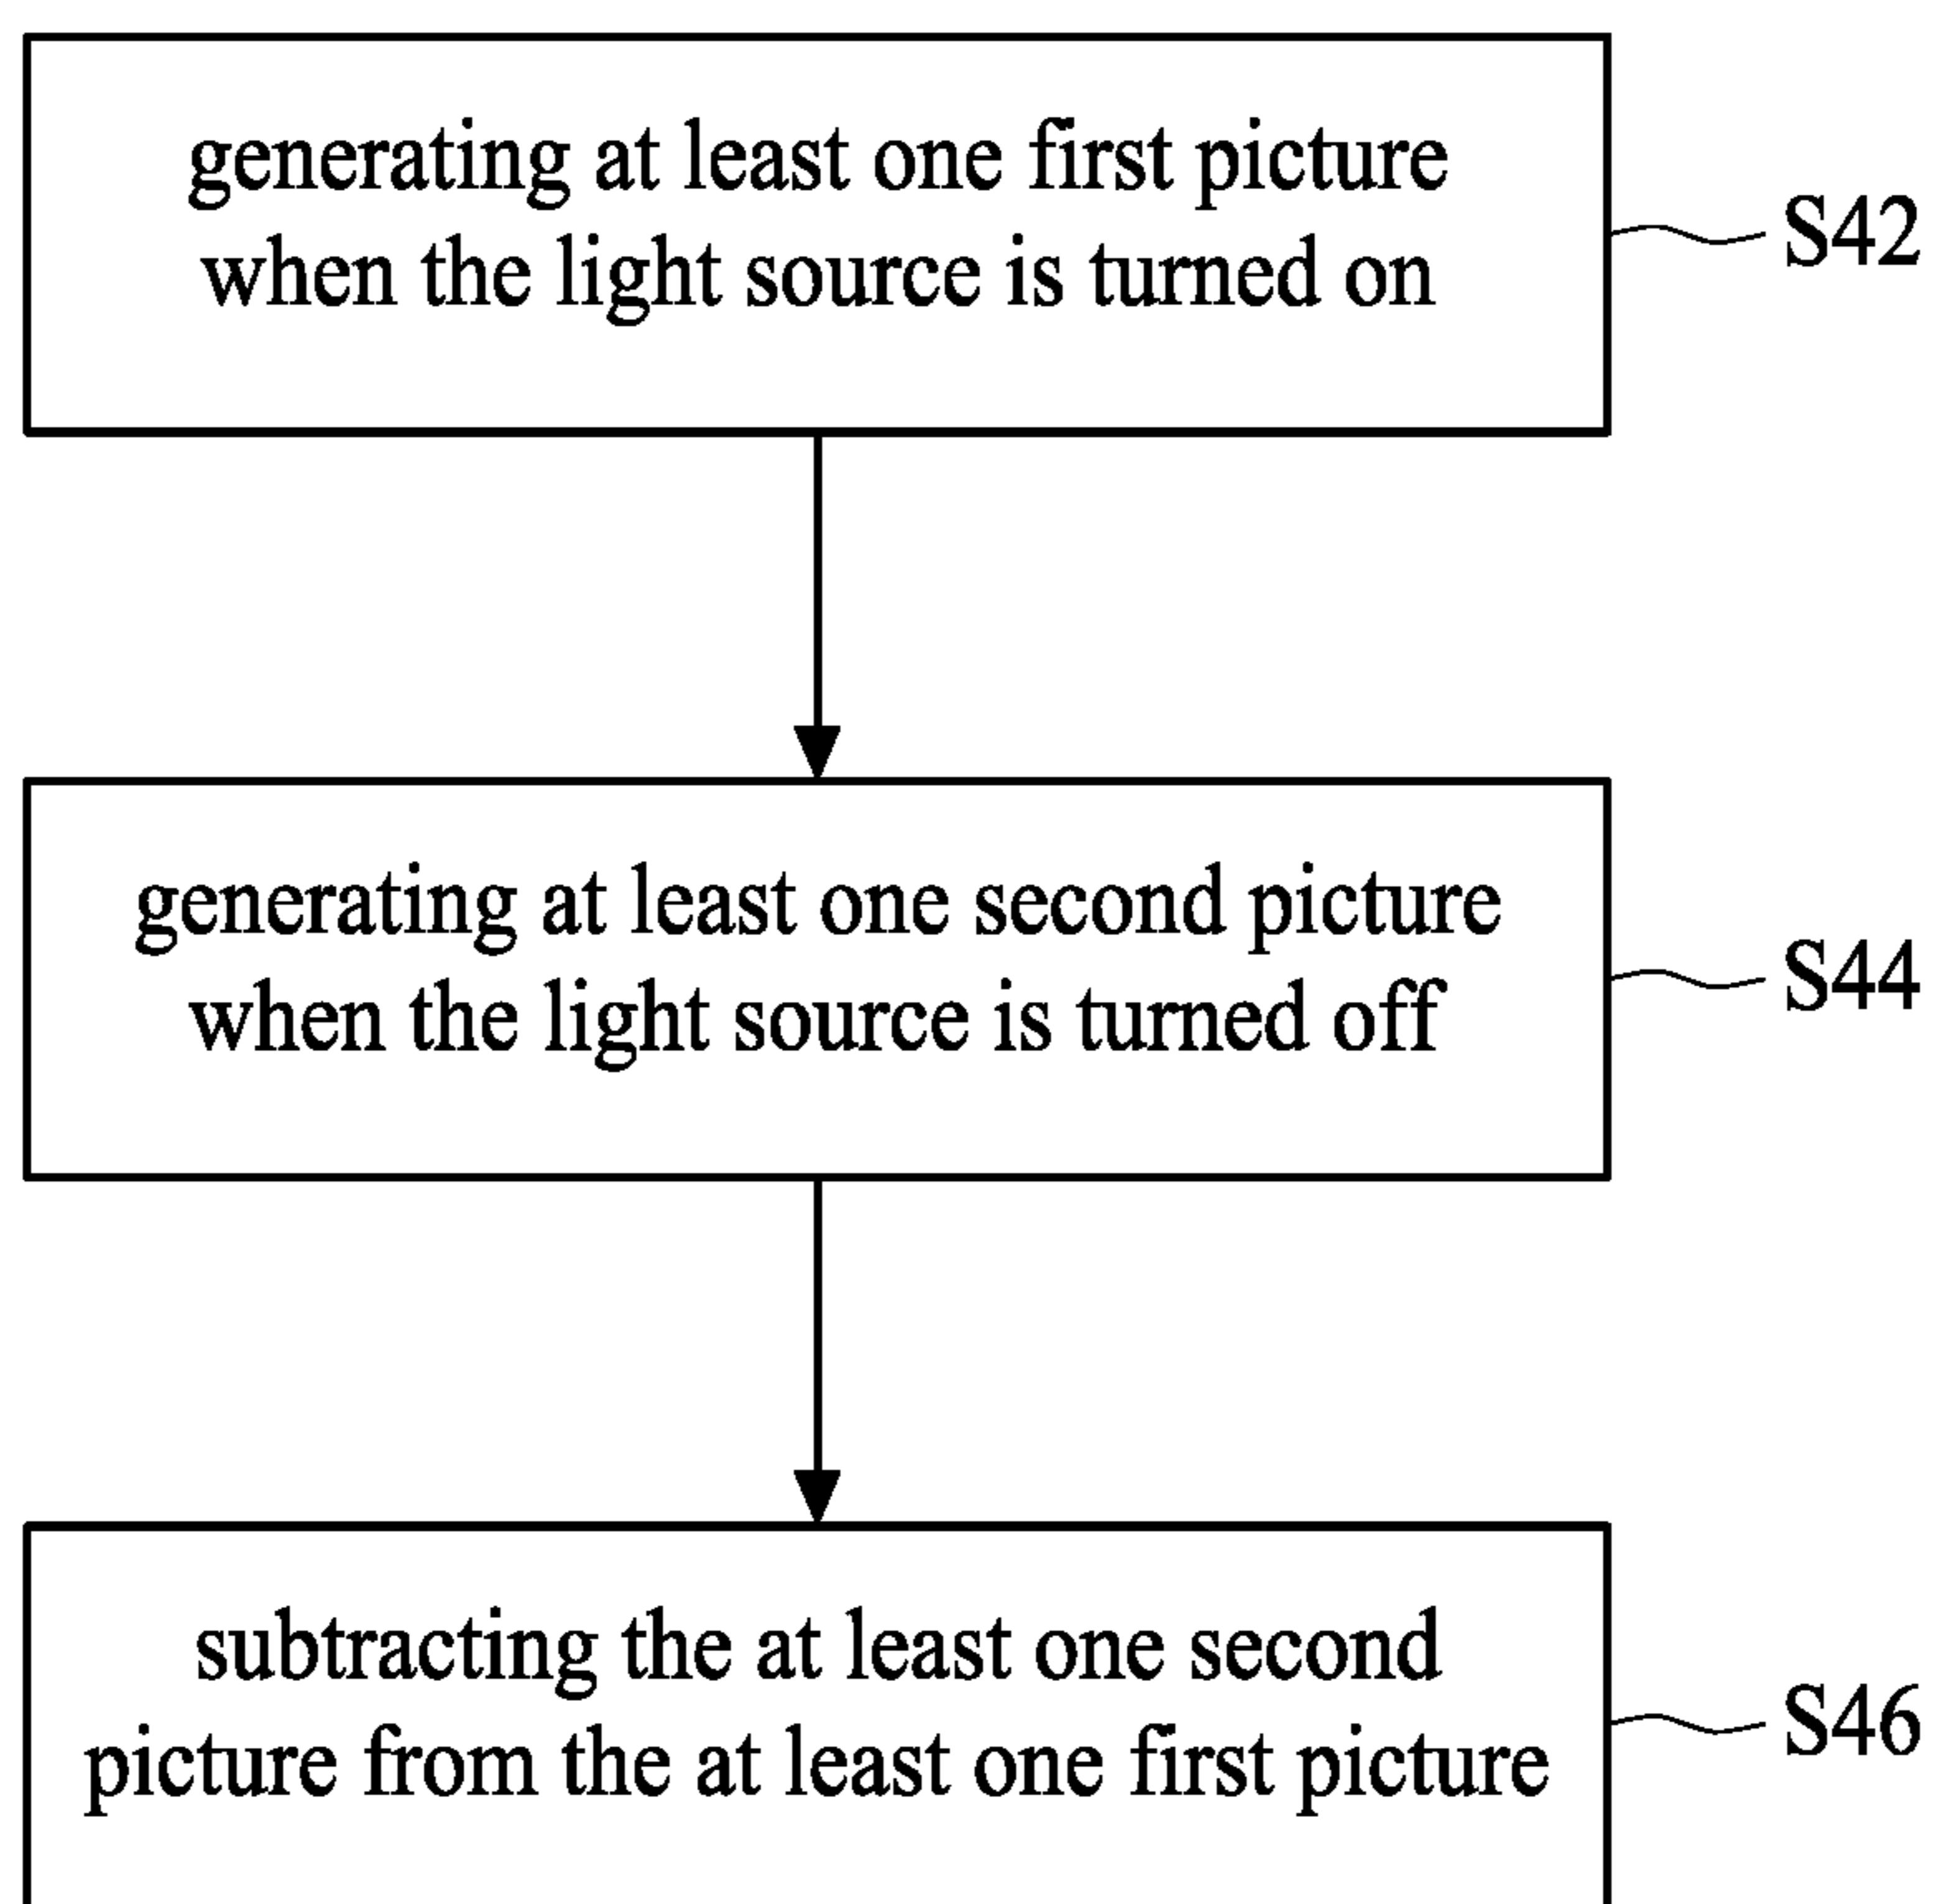 generating at least one first picture
when the light source is turned on
S42
generating at least one second picture
when the light source is turned off
S44
subtracting the at least one second
picture from the at least one first picture
S46